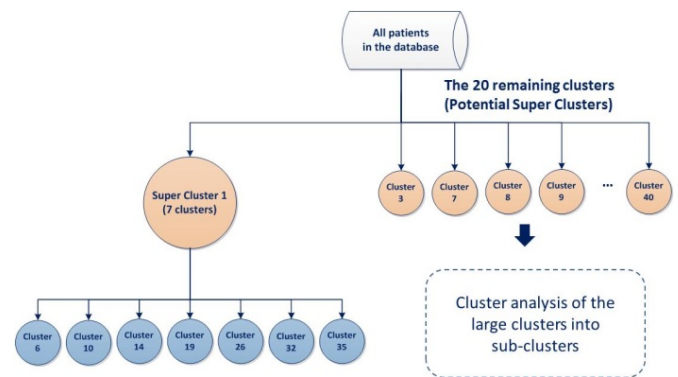 All patients
in the database
The 20 remaining clusters
(Potential Super Clusters)
Super Cluster 1
(7 clusters)
Cluster
3
Cluster
7
Cluster
8
Cluster
9
...
Cluster
40
Cluster
6
Cluster
10
Cluster
14
Cluster
19
Cluster
26
Cluster
32
Cluster
35
Cluster analysis of the
large clusters into
sub-clusters